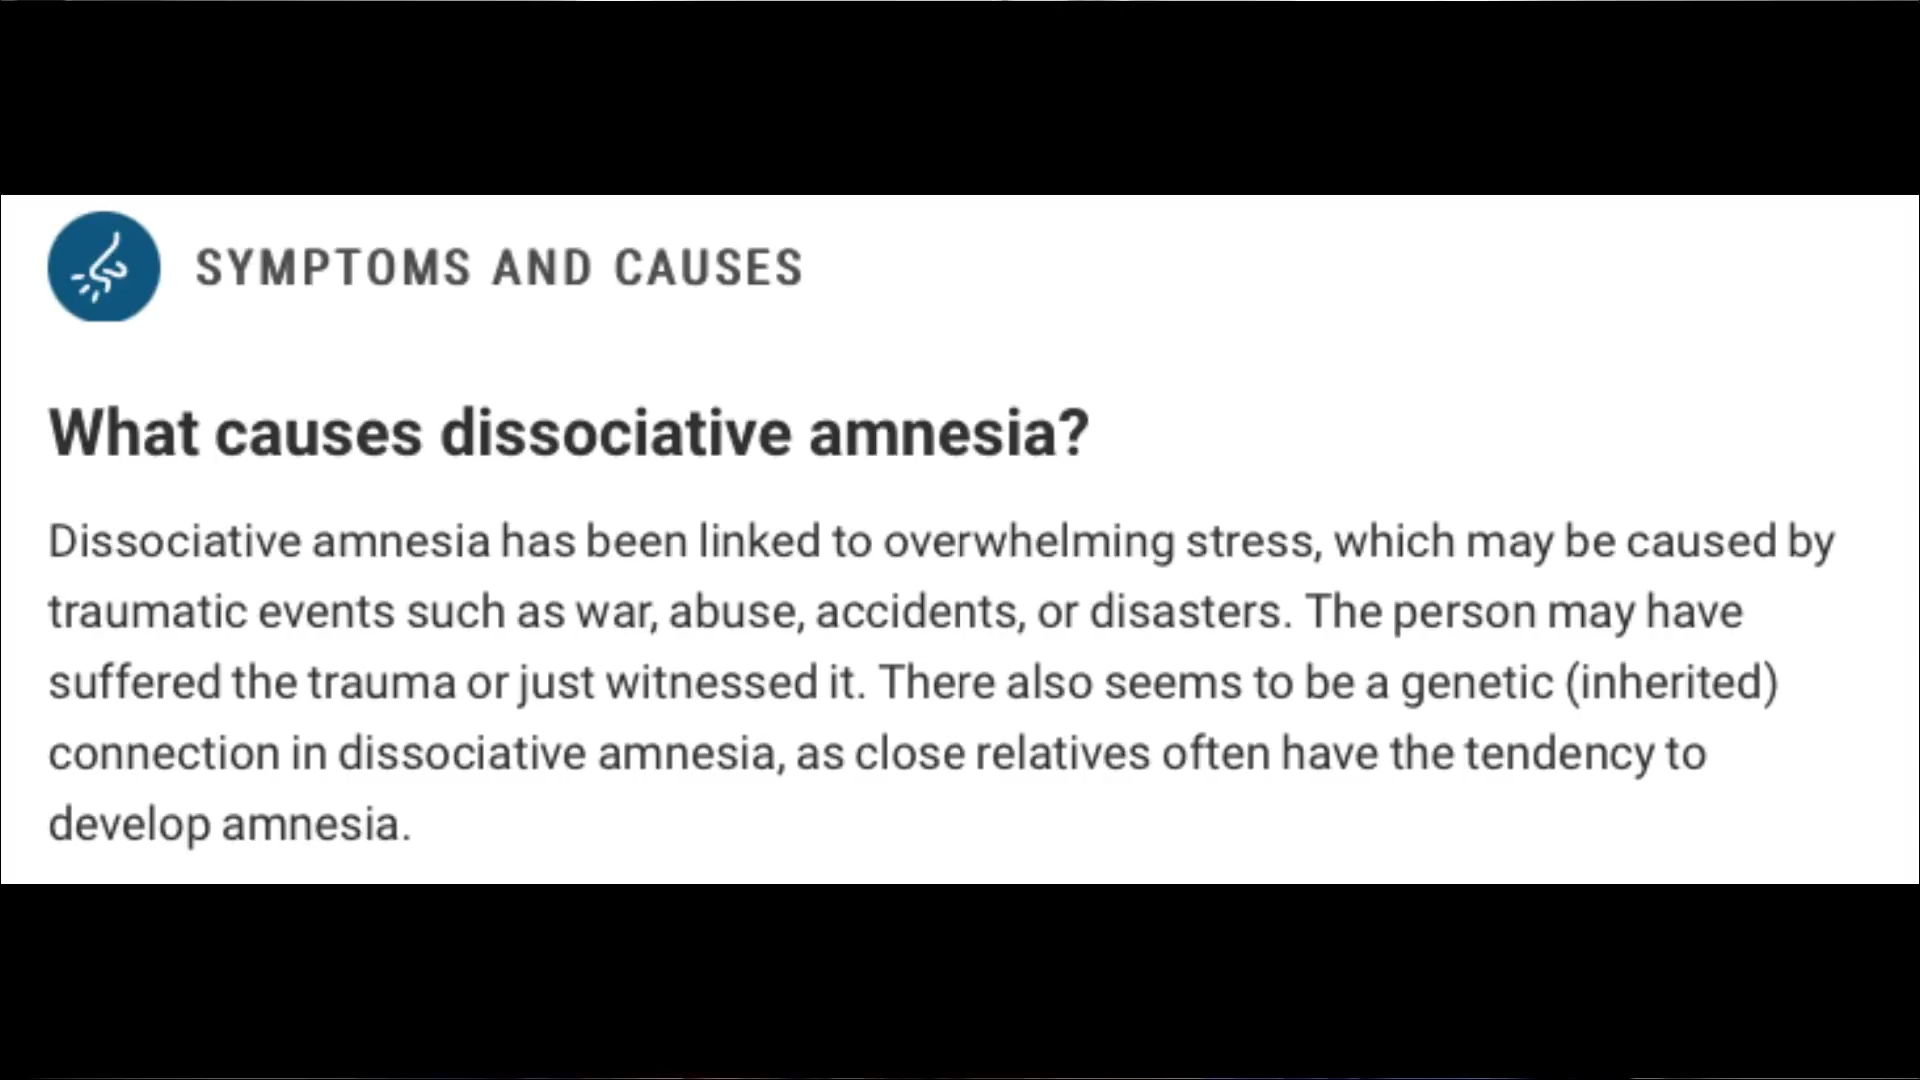 SYMPTOMS AND CAUSES
What causes dissociative amnesia?
Dissociative amnesia has been linked to overwhelming stress, which may be caused by
traumatic events such as war, abuse, accidents, or disasters. The person may have
suffered the trauma or just witnessed it. There also seems to be a genetic (inherited)
connection in dissociative amnesia, as close relatives often have the tendency to
develop amnesia.